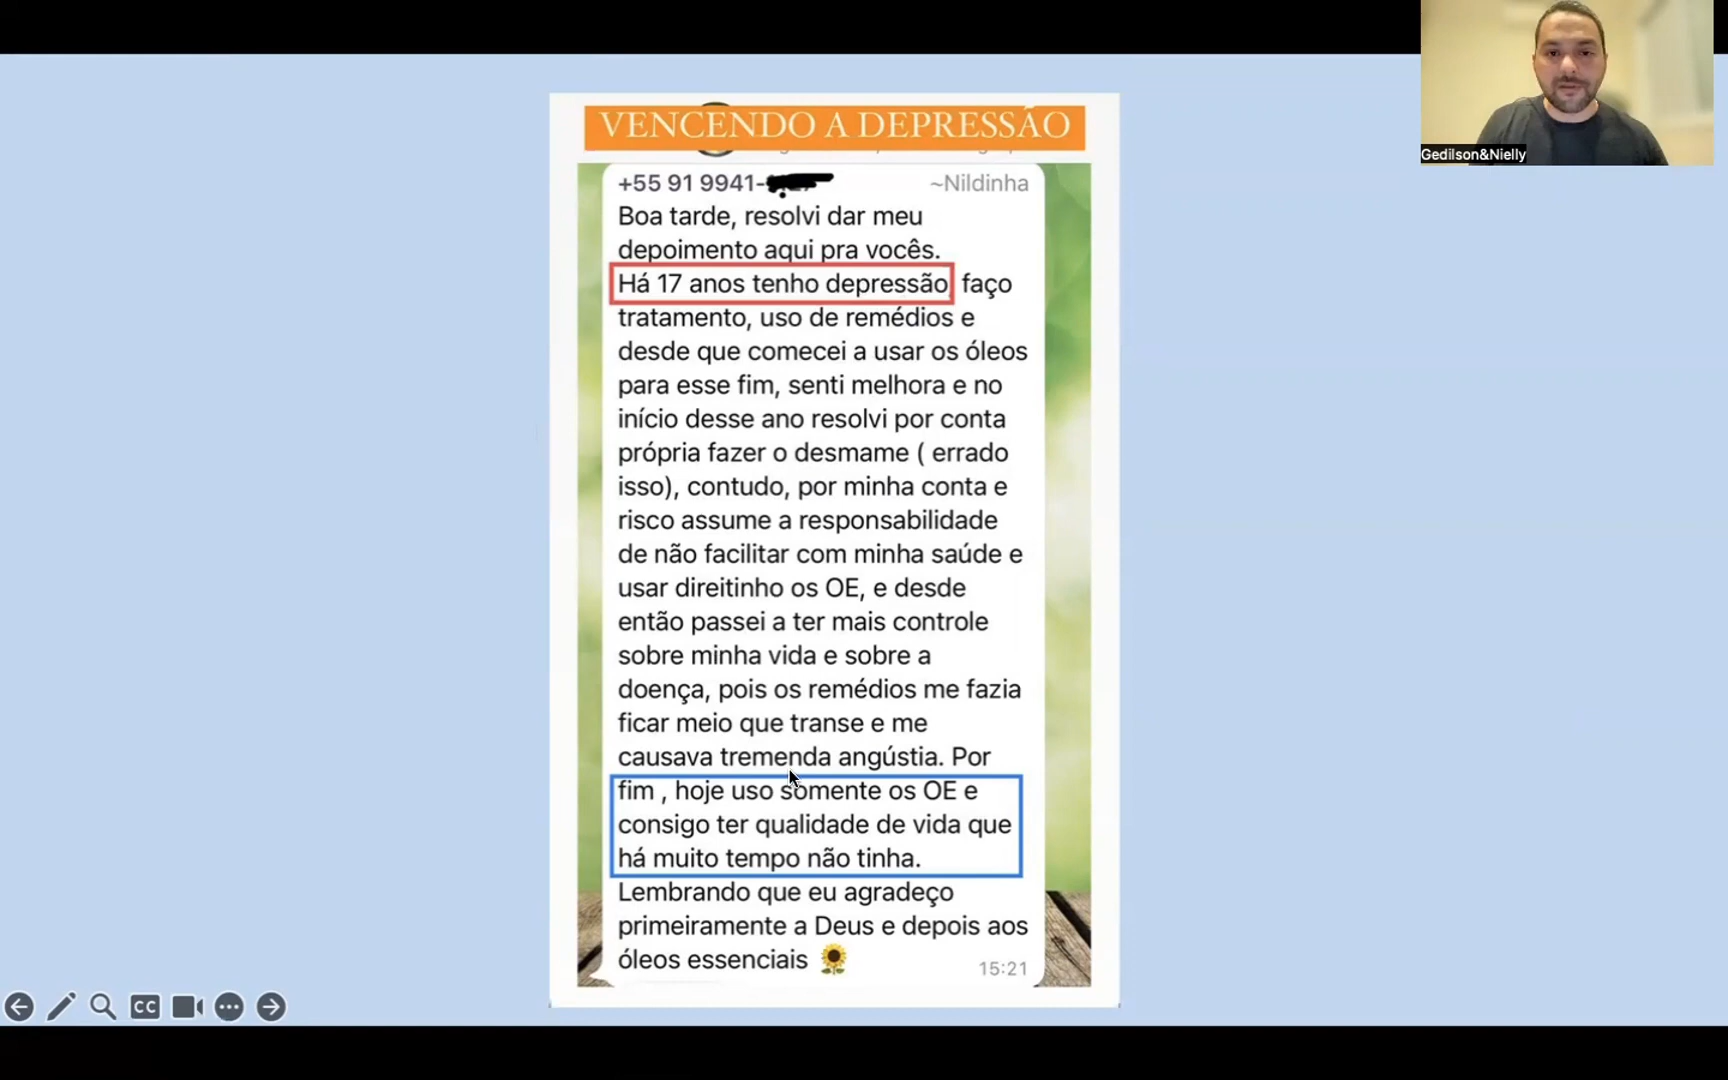 VENCENDO A DEPRESSÃO
+55 91 9941-
~Nildinha
Boa tarde, resolvi dar meu
depoimento aqui pra vocês.
Há 17 anos tenho depressão, faço
tratamento, uso de remédios e
desde que comecei a usar os óleos
para esse fim, senti melhora e no
início desse ano resolvi por conta
própria fazer o desmame ( errado
isso), contudo, por minha conta e
risco assume a responsabilidade
de não facilitar com minha saúde e
usar direitinho os OE, e desde
então passei a ter mais controle
sobre minha vida e sobre a
doença, pois os remédios me fazia
ficar meio que transe e me
causava tremenda angústia. Por
fim , hoje uso somente os OE e
consigo ter qualidade de vida que
há muito tempo não tinha.
Lembrando que eu agradeço
primeiramente a Deus e depois aos
óleos essenciais 🌻
15:21
Gedilson&Nielly
CC